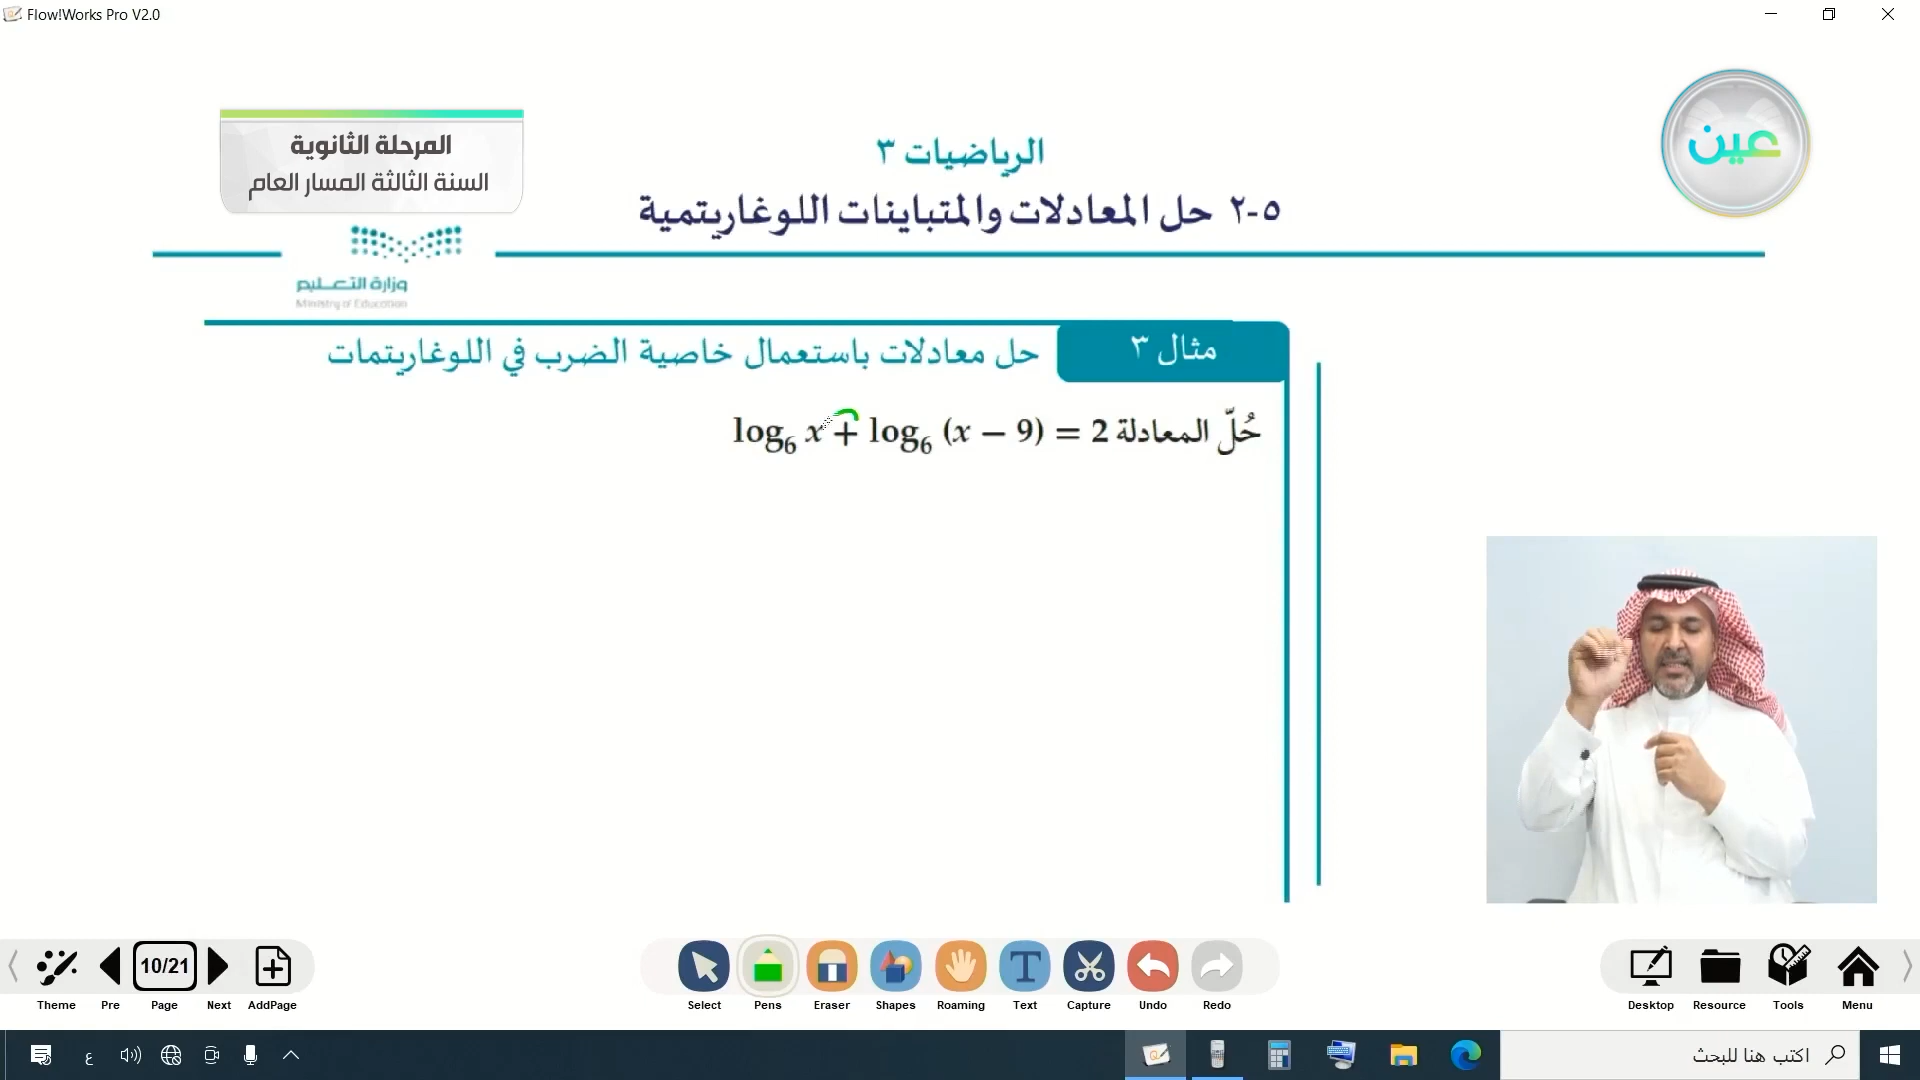 Flow!Works Pro V2.0
المرحلة الثانوية
السنة الثالثة المسار العام
عين
الرياضيات ٣
٢-٥ حل المعادلات والمتباينات اللوغاريتمية
وزارة التعليم
Ministry of Education
مثال ٣
حل معادلات باستعمال خاصية الضرب في اللوغاريتمات
حُلّ المعادلة log₆ x + log₆ (x − 9) = 2
10/21
Theme Pre Page Next AddPage
Select Pens Eraser Shapes Roaming Text Capture Undo Redo
Desktop Resource Tools Menu
ع
اكتب هنا للبحث